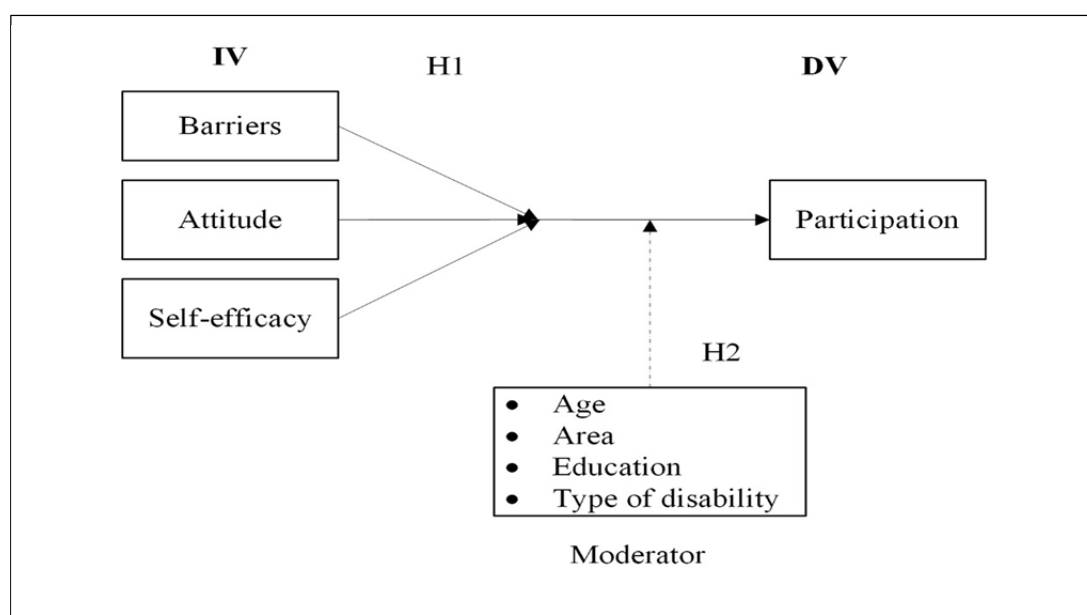 IV
H1
DV
Barriers
Attitude
Self-efficacy
Participation
H2
• Age
• Area
• Education
• Type of disability
Moderator